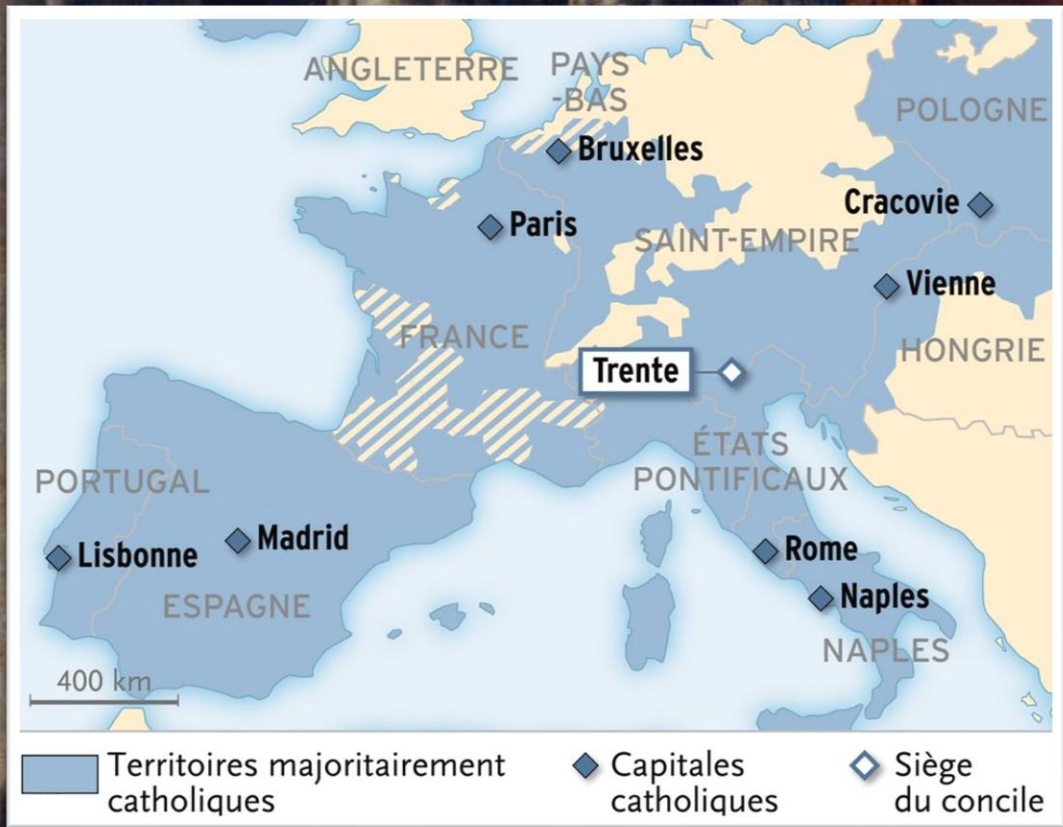 ANGLETERRE
PAYS
-BAS
POLOGNE
Bruxelles
Cracovie
Paris
SAINT-EMPIRE
Vienne
FRANCE
HONGRIE
Trente
ÉTATS
PONTIFICAUX
PORTUGAL
Madrid
Lisbonne
Rome
ESPAGNE
Naples
NAPLES
400 km
Territoires majoritairement
catholiques
Capitales
catholiques
Siège
du concile